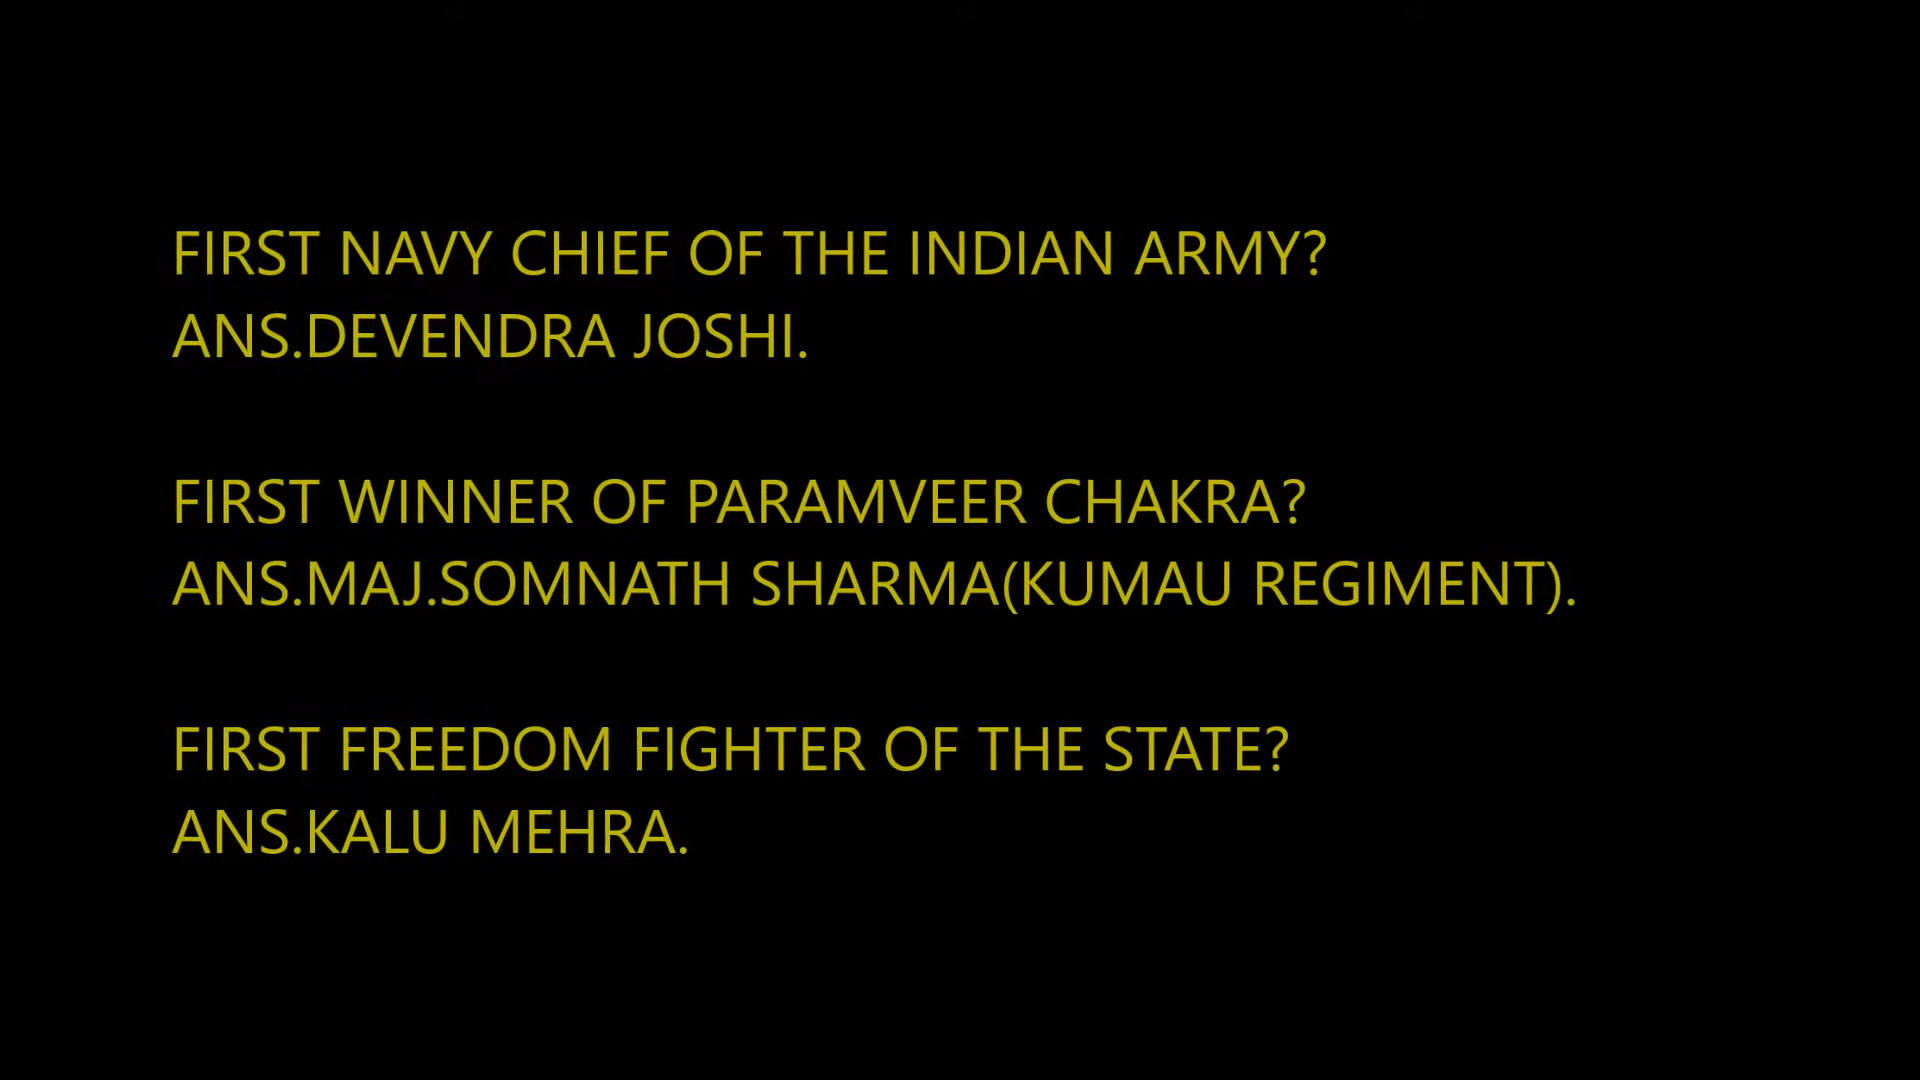 FIRST NAVY CHIEF OF THE INDIAN ARMY?
ANS.DEVENDRA JOSHI.
FIRST WINNER OF PARAMVEER CHAKRA?
ANS.MAJ.SOMNATH SHARMA(KUMAU REGIMENT).
FIRST FREEDOM FIGHTER OF THE STATE?
ANS.KALU MEHRA.